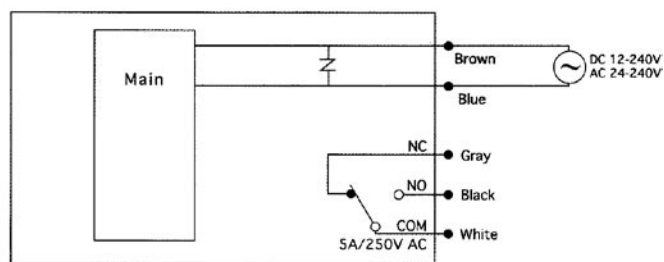 Main
Brown
DC 12-240V
AC 24-240V
Blue
NC
Gray
NO
Black
COM
White
5A/250V AC